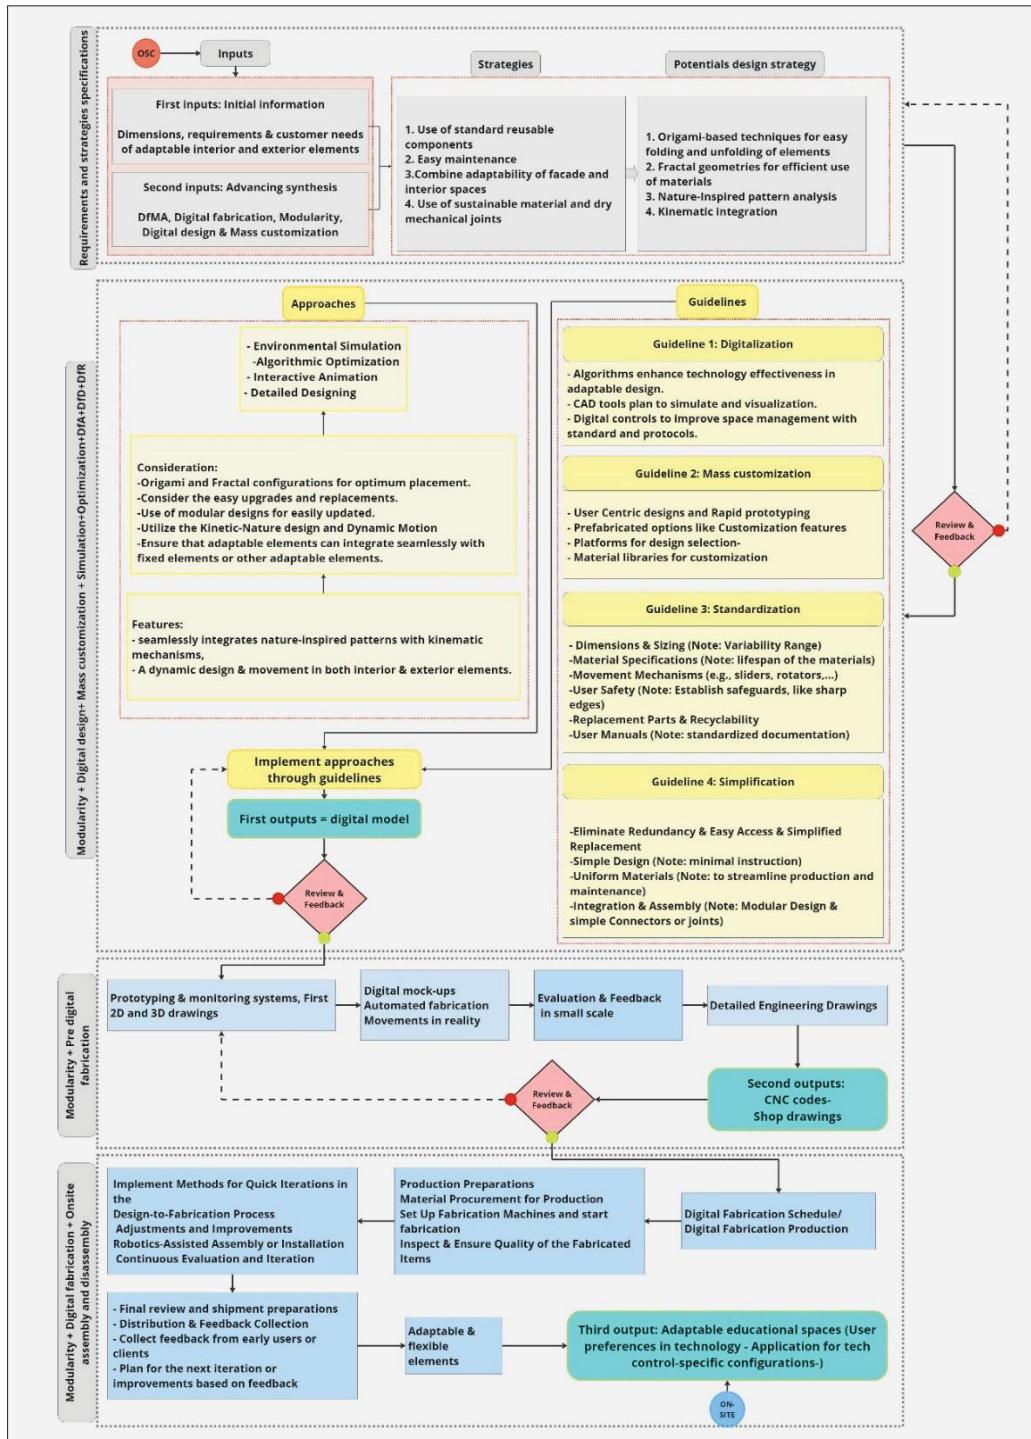 Requirements and strategies specifications
OSC
Inputs
First inputs: Initial information
Dimensions, requirements & customer needs
of adaptable interior and exterior elements
Second inputs: Advancing synthesis
DfMA, Digital fabrication, Modularity,
Digital design & Mass customization
Strategies
1. Use of standard reusable
components
2. Easy maintenance
3.Combine adaptability of facade and
interior spaces
4. Use of sustainable material and dry
mechanical joints
Potentials design strategy
1. Origami-based techniques for easy
folding and unfolding of elements
2. Fractal geometries for efficient use
of materials
3. Nature-Inspired pattern analysis
4. Kinematic integration
Review &
Feedback
Modularity + Digital design+ Mass customization + Simulation+Optimization+DfA+DfD+DfR
Approaches
- Environmental Simulation
-Algorithmic Optimization
- Interactive Animation
- Detailed Designing
Consideration:
-Origami and Fractal configurations for optimum placement.
-Consider the easy upgrades and replacements.
-Use of modular designs for easily updated.
-Utilize the Kinetic-Nature design and Dynamic Motion
-Ensure that adaptable elements can integrate seamlessly with
fixed elements or other adaptable elements.
Features:
- seamlessly integrates nature-inspired patterns with kinematic
mechanisms,
- A dynamic design & movement in both interior & exterior elements.
Guidelines
Guideline 1: Digitalization
- Algorithms enhance technology effectiveness in
adaptable design.
- CAD tools plan to simulate and visualization.
- Digital controls to improve space management with
standard and protocols.
Guideline 2: Mass customization
- User Centric designs and Rapid prototyping
- Prefabricated options like Customization features
- Platforms for design selection-
- Material libraries for customization
Guideline 3: Standardization
- Dimensions & Sizing (Note: Variability Range)
-Material Specifications (Note: lifespan of the materials)
-Movement Mechanisms (e.g., sliders, rotators,...)
-User Safety (Note: Establish safeguards, like sharp
edges)
-Replacement Parts & Recyclability
-User Manuals (Note: standardized documentation)
Guideline 4: Simplification
-Eliminate Redundancy & Easy Access & Simplified
Replacement
-Simple Design (Note: minimal instruction)
-Uniform Materials (Note: to streamline production and
maintenance)
-Integration & Assembly (Note: Modular Design &
simple Connectors or joints)
Implement approaches
through guidelines
First outputs = digital model
Review &
Feedback
Modularity + Pre digital
fabrication
Prototyping & monitoring systems, First
2D and 3D drawings
Digital mock-ups
Automated fabrication
Movements in reality
Evaluation & Feedback
in small scale
Detailed Engineering Drawings
Second outputs:
CNC codes-
Shop drawings
Review &
Feedback
Modularity + Digital fabrication + Onsite
assembly and disassembly
Digital Fabrication Schedule/
Digital Fabrication Production
Production Preparations
Material Procurement for Production
Set Up Fabrication Machines and start
fabrication
Inspect & Ensure Quality of the Fabricated
Items
Implement Methods for Quick Iterations in
the
Design-to-Fabrication Process
Adjustments and Improvements
Robotics-Assisted Assembly or Installation
Continuous Evaluation and Iteration
- Final review and shipment preparations
- Distribution & Feedback Collection
- Collect feedback from early users or
clients
- Plan for the next iteration or
improvements based on feedback
Adaptable &
flexible
elements
Third output: Adaptable educational spaces (User
preferences in technology - Application for tech
control-specific configurations-)
ON-
SITE